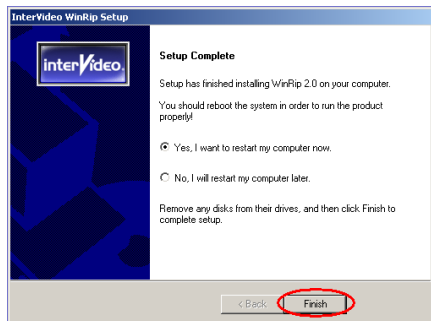 InterVideo WinRip Setup
interVideo.
Setup Complete
Setup has finished installing WinRip 2.0 on your computer.
You should reboot the system in order to run the product
properly!
Yes, I want to restart my computer now.
No, I will restart my computer later.
Remove any disks from their drives, and then click Finish to
complete setup.
< Back
Finish